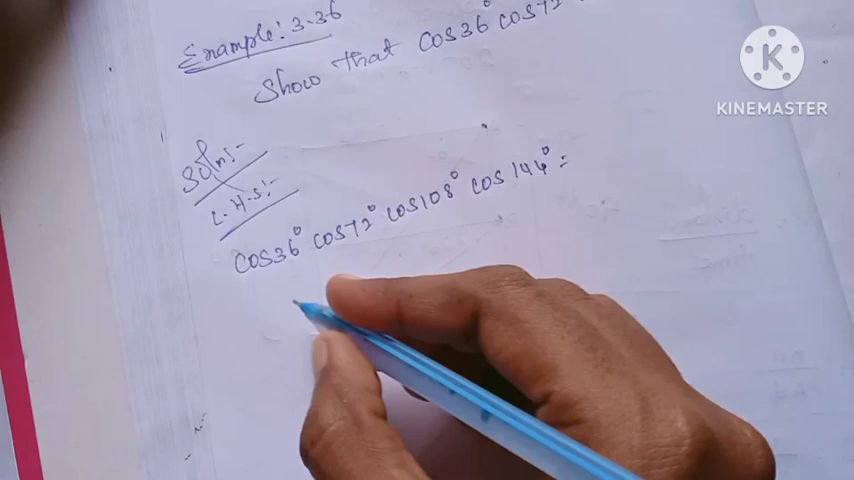 Example: 3.36
Show that cos36° cos72°
Soln:-
L.H.S:-
cos36° cos72° cos108° cos144° =
K
KINEMASTER